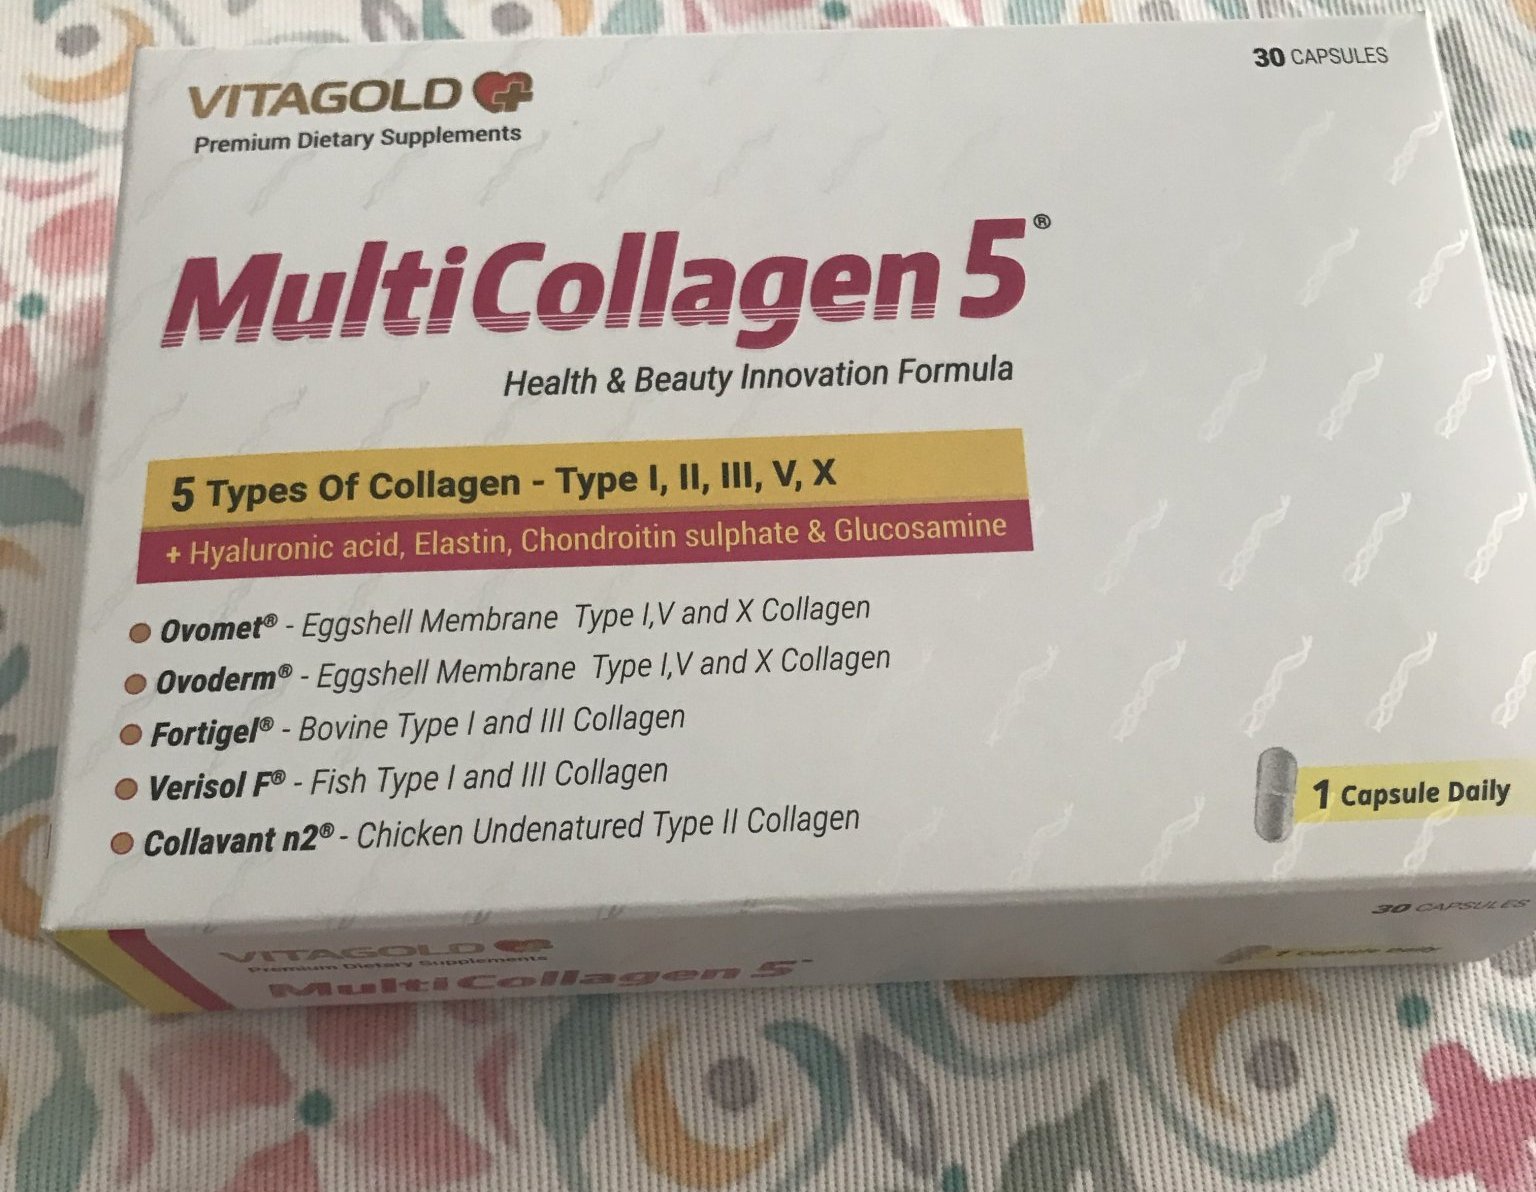 VITAGOLD
Premium Dietary Supplements
30 CAPSULES
MultiCollagen 5®
Health & Beauty Innovation Formula
5 Types Of Collagen - Type I, II, III, V, X
+ Hyaluronic acid, Elastin, Chondroitin sulphate & Glucosamine
Ovomet® - Eggshell Membrane Type I,V and X Collagen
Ovoderm® - Eggshell Membrane Type I,V and X Collagen
Fortigel® - Bovine Type I and III Collagen
Verisol F® - Fish Type I and III Collagen
Collavant n2® - Chicken Undenatured Type II Collagen
1 Capsule Daily
30 CAPSULES
VITAGOLD
Premium Dietary Supplements
MultiCollagen 5
1 Capsule Daily